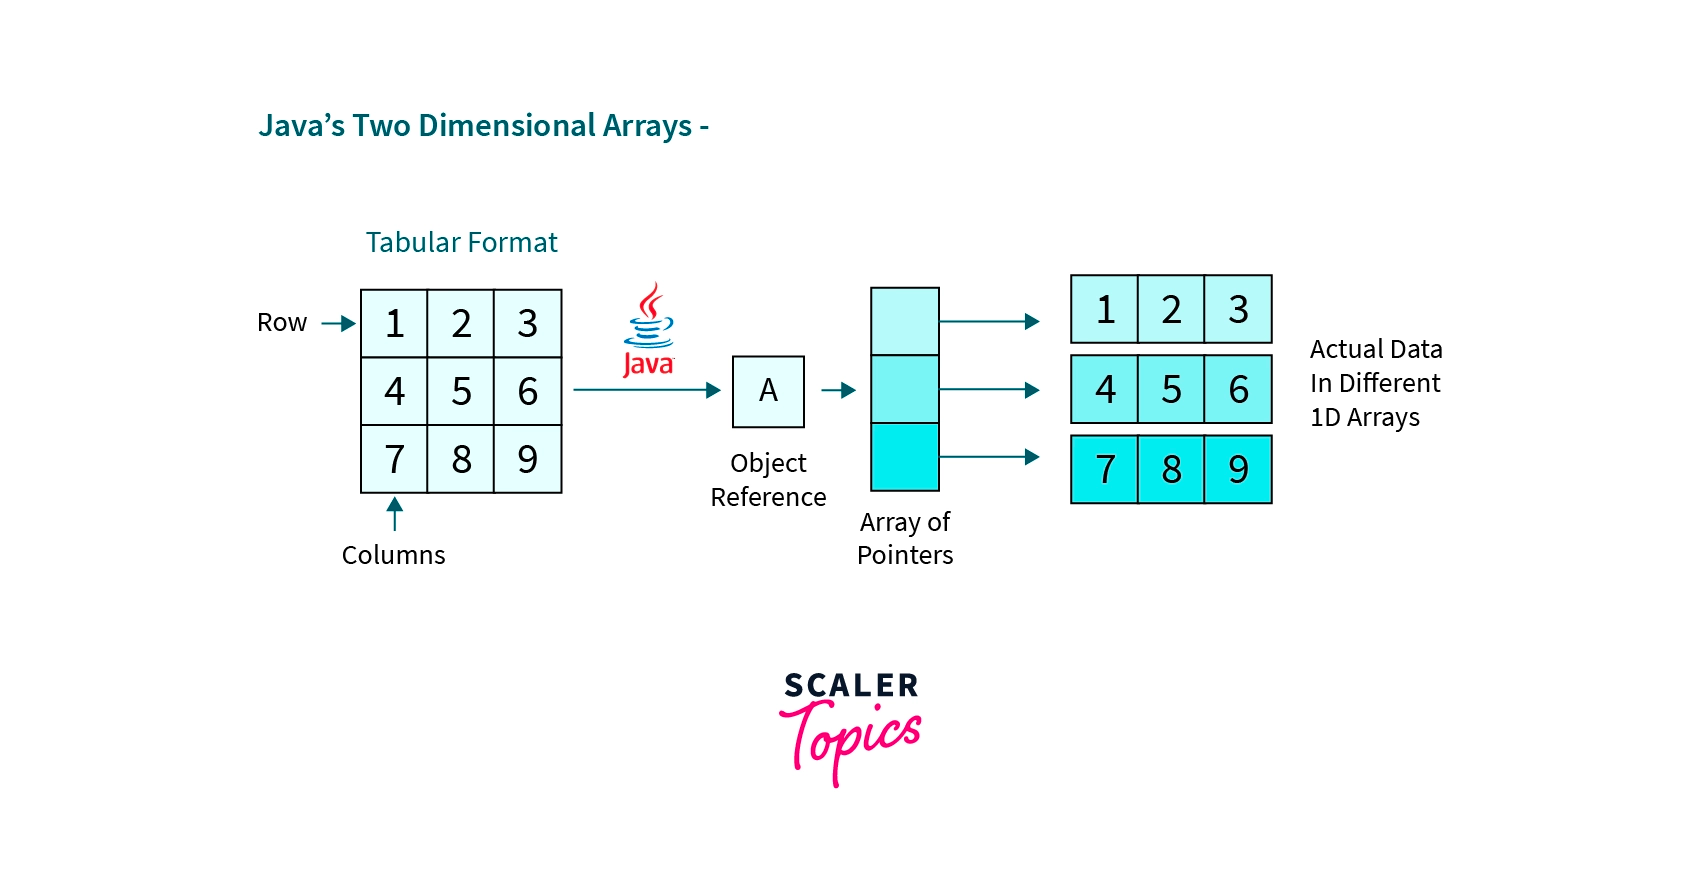 Java’s Two Dimensional Arrays -
Tabular Format
Row
1 2 3
4 5 6
7 8 9
Columns
Java
A
Object
Reference
Array of
Pointers
1 2 3
4 5 6
7 8 9
Actual Data
In Different
1D Arrays
SCALER
Topics